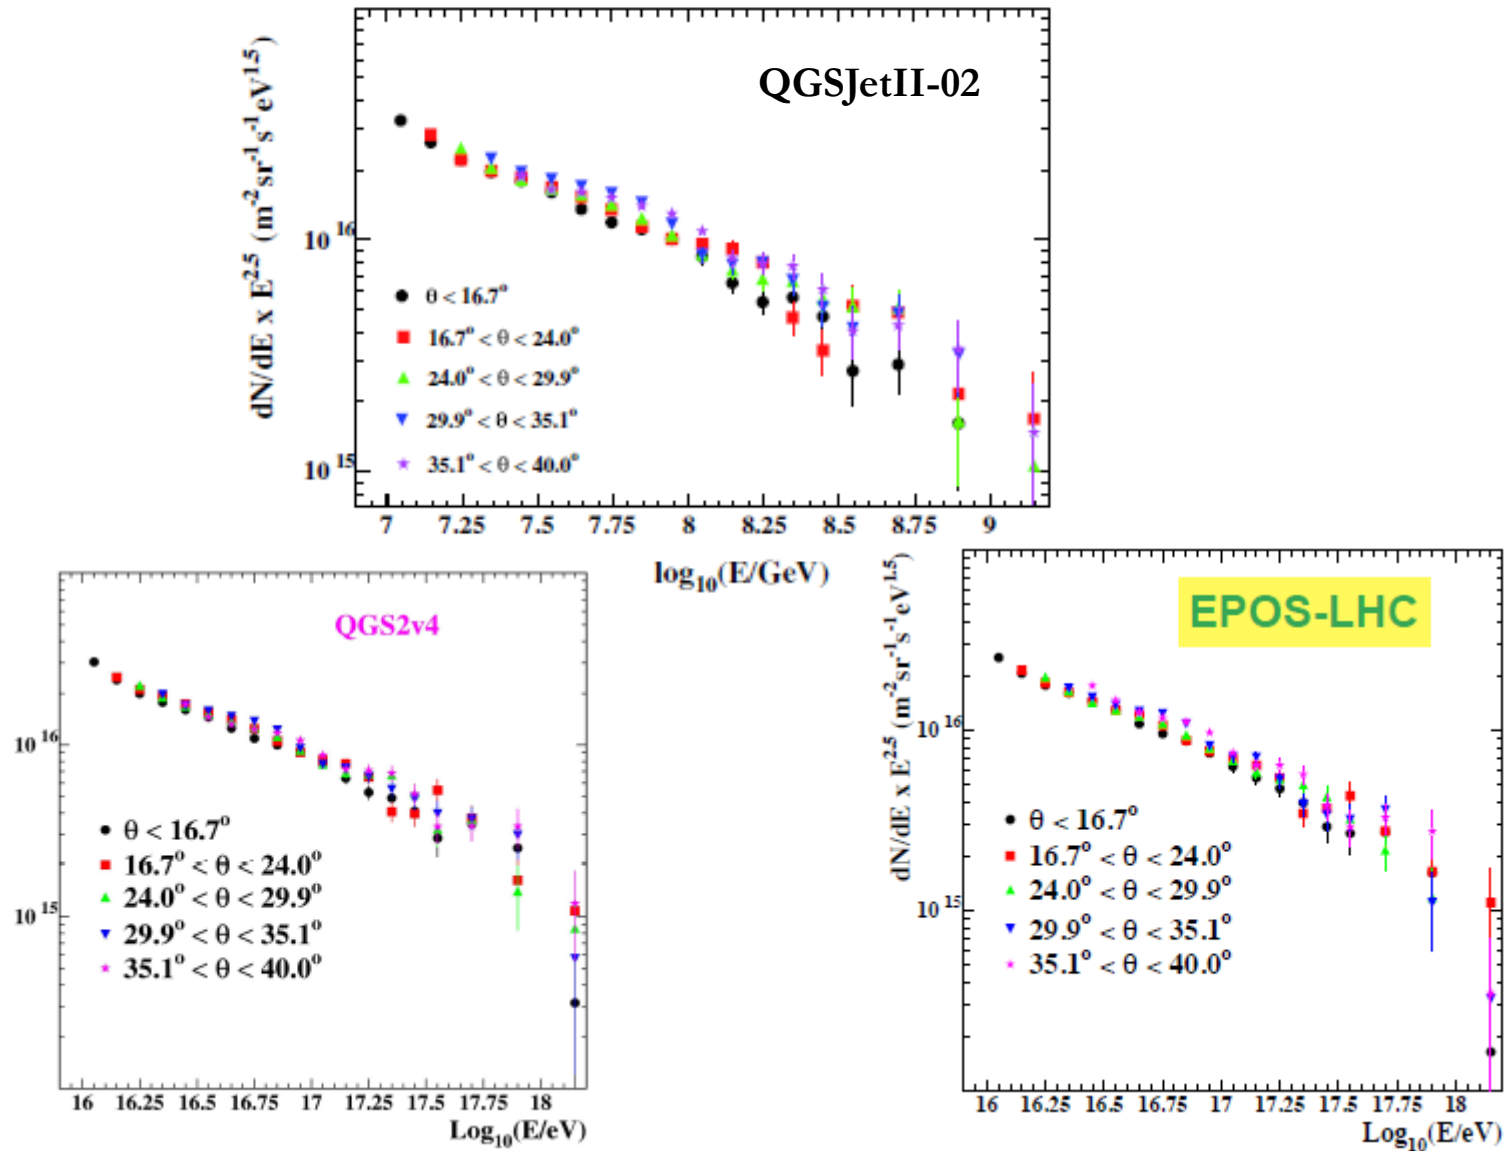 QGSJetII-02
dN/dE x E^2.5 (m^-2 sr^-1 s^-1 eV^1.5)
10^16
10^15
θ < 16.7°
16.7° < θ < 24.0°
24.0° < θ < 29.9°
29.9° < θ < 35.1°
35.1° < θ < 40.0°
7 7.25 7.5 7.75 8 8.25 8.5 8.75 9
log10(E/GeV)
QGS2v4
10^16
10^15
θ < 16.7°
16.7° < θ < 24.0°
24.0° < θ < 29.9°
29.9° < θ < 35.1°
35.1° < θ < 40.0°
16 16.25 16.5 16.75 17 17.25 17.5 17.75 18
Log10(E/eV)
EPOS-LHC
dN/dE x E^2.5 (m^-2 sr^-1 s^-1 eV^1.5)
10^16
10^15
θ < 16.7°
16.7° < θ < 24.0°
24.0° < θ < 29.9°
29.9° < θ < 35.1°
35.1° < θ < 40.0°
16 16.25 16.5 16.75 17 17.25 17.5 17.75 18
Log10(E/eV)